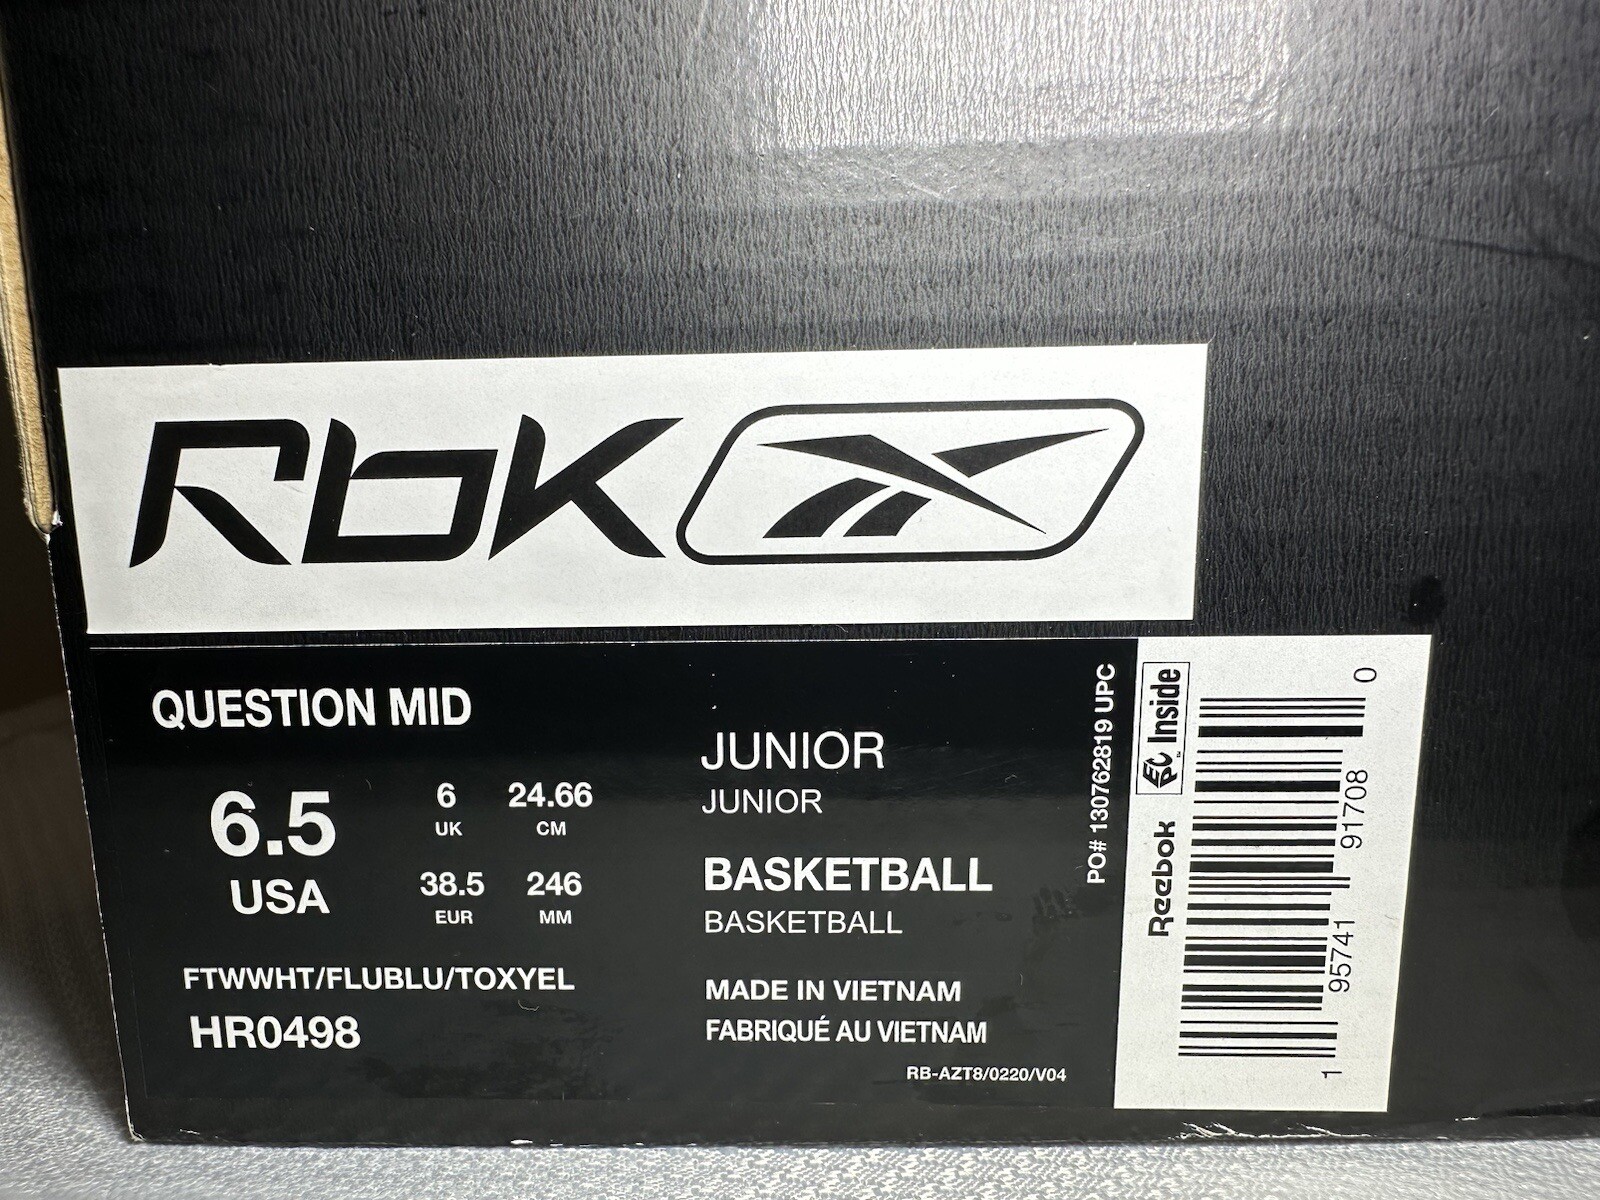 Rbk
QUESTION MID
6.5
USA
6
UK
24.66
CM
38.5
EUR
246
MM
FTWWHT/FLUBLU/TOXYEL
HR0498
JUNIOR
JUNIOR
BASKETBALL
BASKETBALL
MADE IN VIETNAM
FABRIQUÉ AU VIETNAM
RB-AZT8/0220/V04
PO# 130762819 UPC
Reebok
EPC Inside
1 95741 91708 0